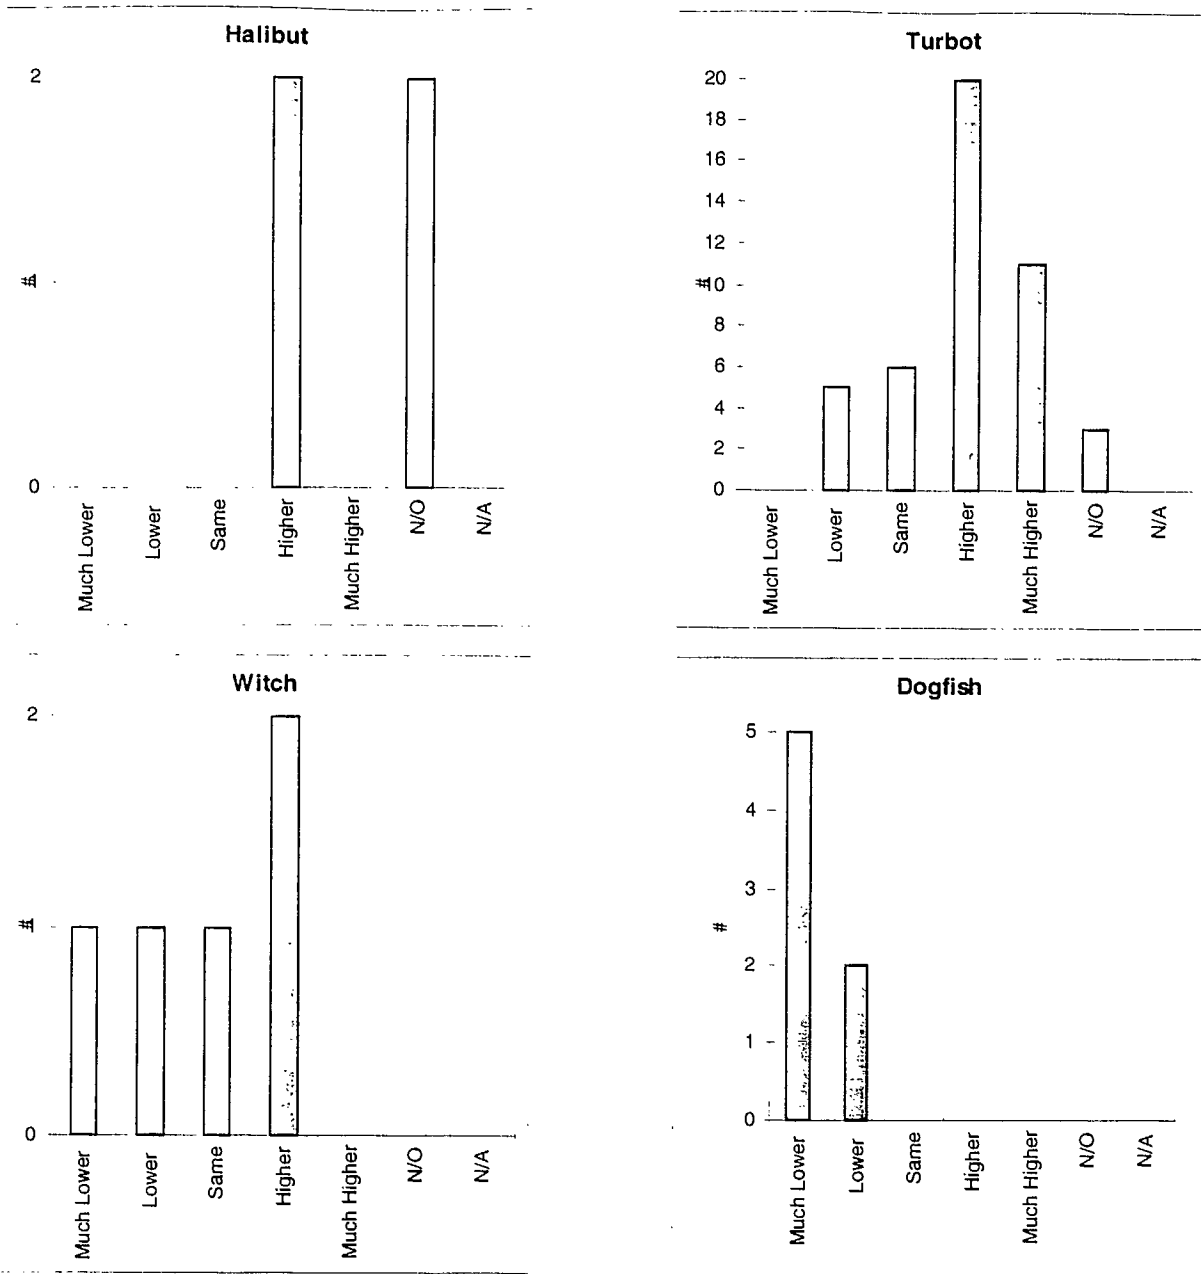 Halibut
2
#1
0
Much Lower
Lower
Same
Higher
Much Higher
N/O
N/A
Turbot
20
18
16
14
12
#10
8
6
4
2
0
Much Lower
Lower
Same
Higher
Much Higher
N/O
N/A
Witch
2
#1
0
Much Lower
Lower
Same
Higher
Much Higher
N/O
N/A
Dogfish
5
4
3
#
2
1
0
Much Lower
Lower
Same
Higher
Much Higher
N/O
N/A